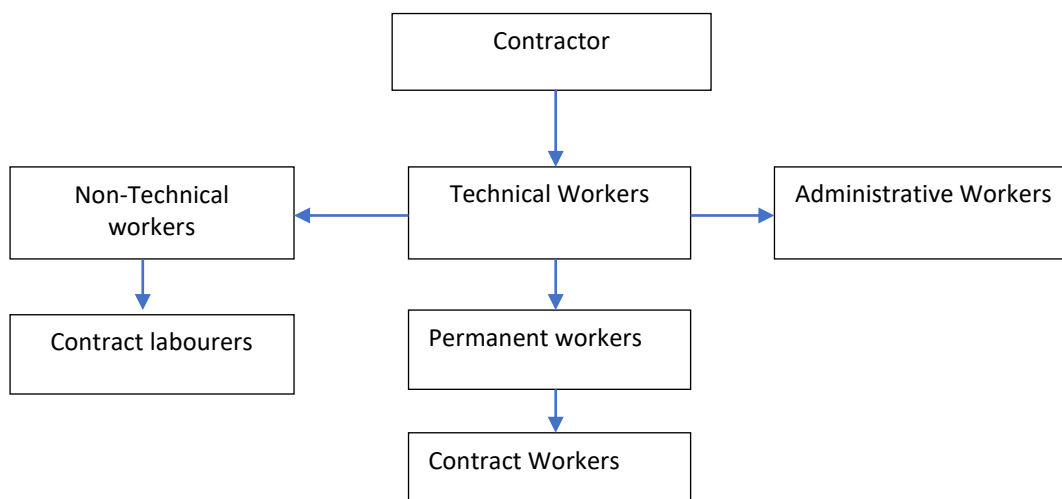 Contractor
Non-Technical
workers
Technical Workers
Administrative Workers
Contract labourers
Permanent workers
Contract Workers